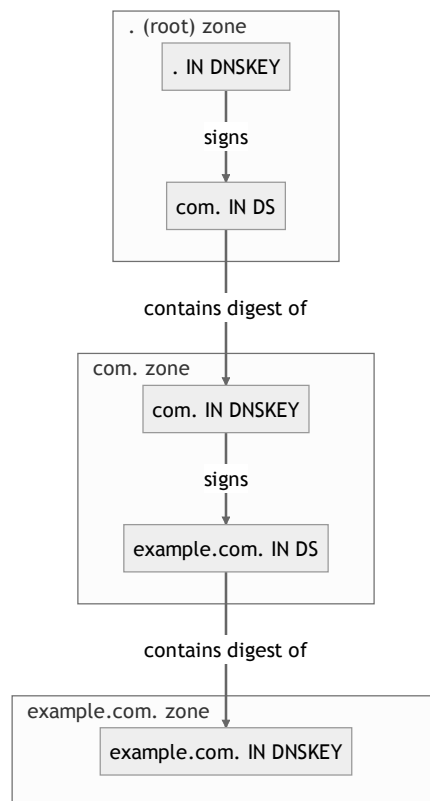 . (root) zone
. IN DNSKEY
signs
com. IN DS
contains digest of
com. zone
com. IN DNSKEY
signs
example.com. IN DS
contains digest of
example.com. zone
example.com. IN DNSKEY